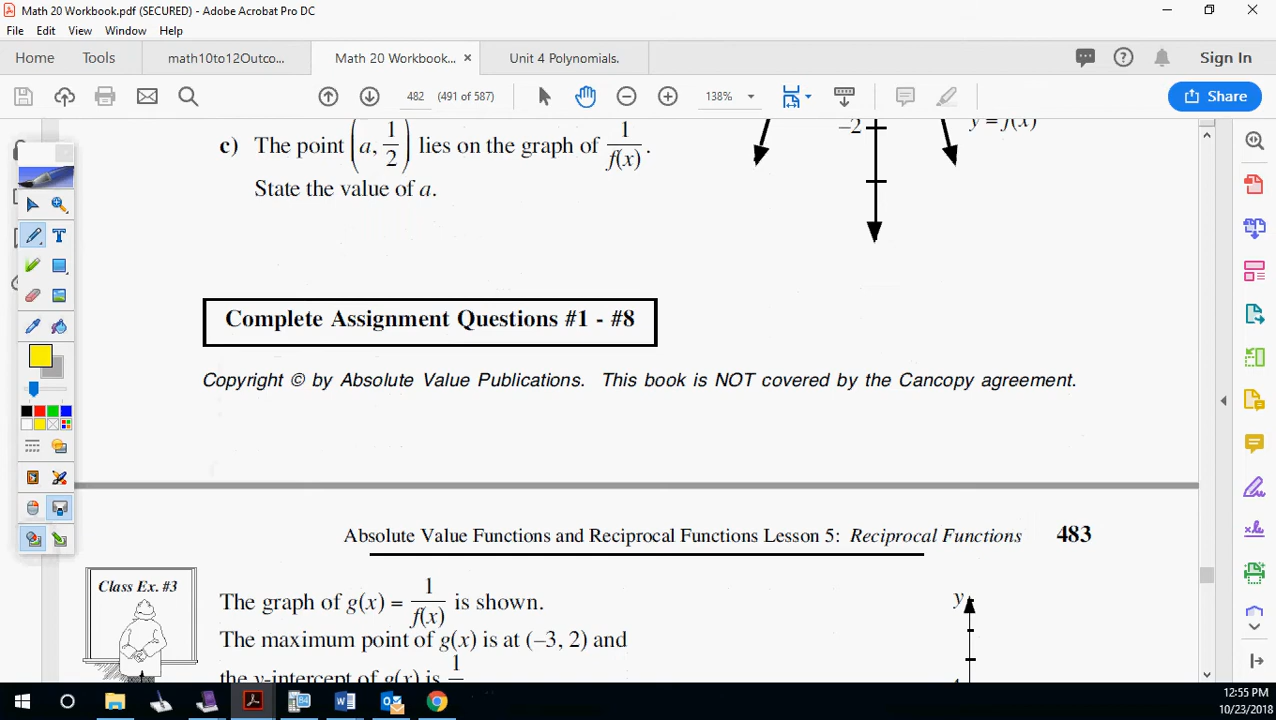 Math 20 Workbook.pdf (SECURED) - Adobe Acrobat Pro DC
File Edit View Window Help
Home Tools math10to12Outco... Math 20 Workbook... × Unit 4 Polynomials. Sign In
482 (491 of 587) 138% Share
–2 y = f(x)
c) The point (a, 1/2) lies on the graph of 1/f(x).
State the value of a.
Complete Assignment Questions #1 - #8
Copyright © by Absolute Value Publications. This book is NOT covered by the Cancopy agreement.
Absolute Value Functions and Reciprocal Functions Lesson 5: Reciprocal Functions 483
Class Ex. #3
The graph of g(x) = 1/f(x) is shown.
y
The maximum point of g(x) is at (–3, 2) and
the y-intercept of g(x) is 1
12:55 PM
10/23/2018